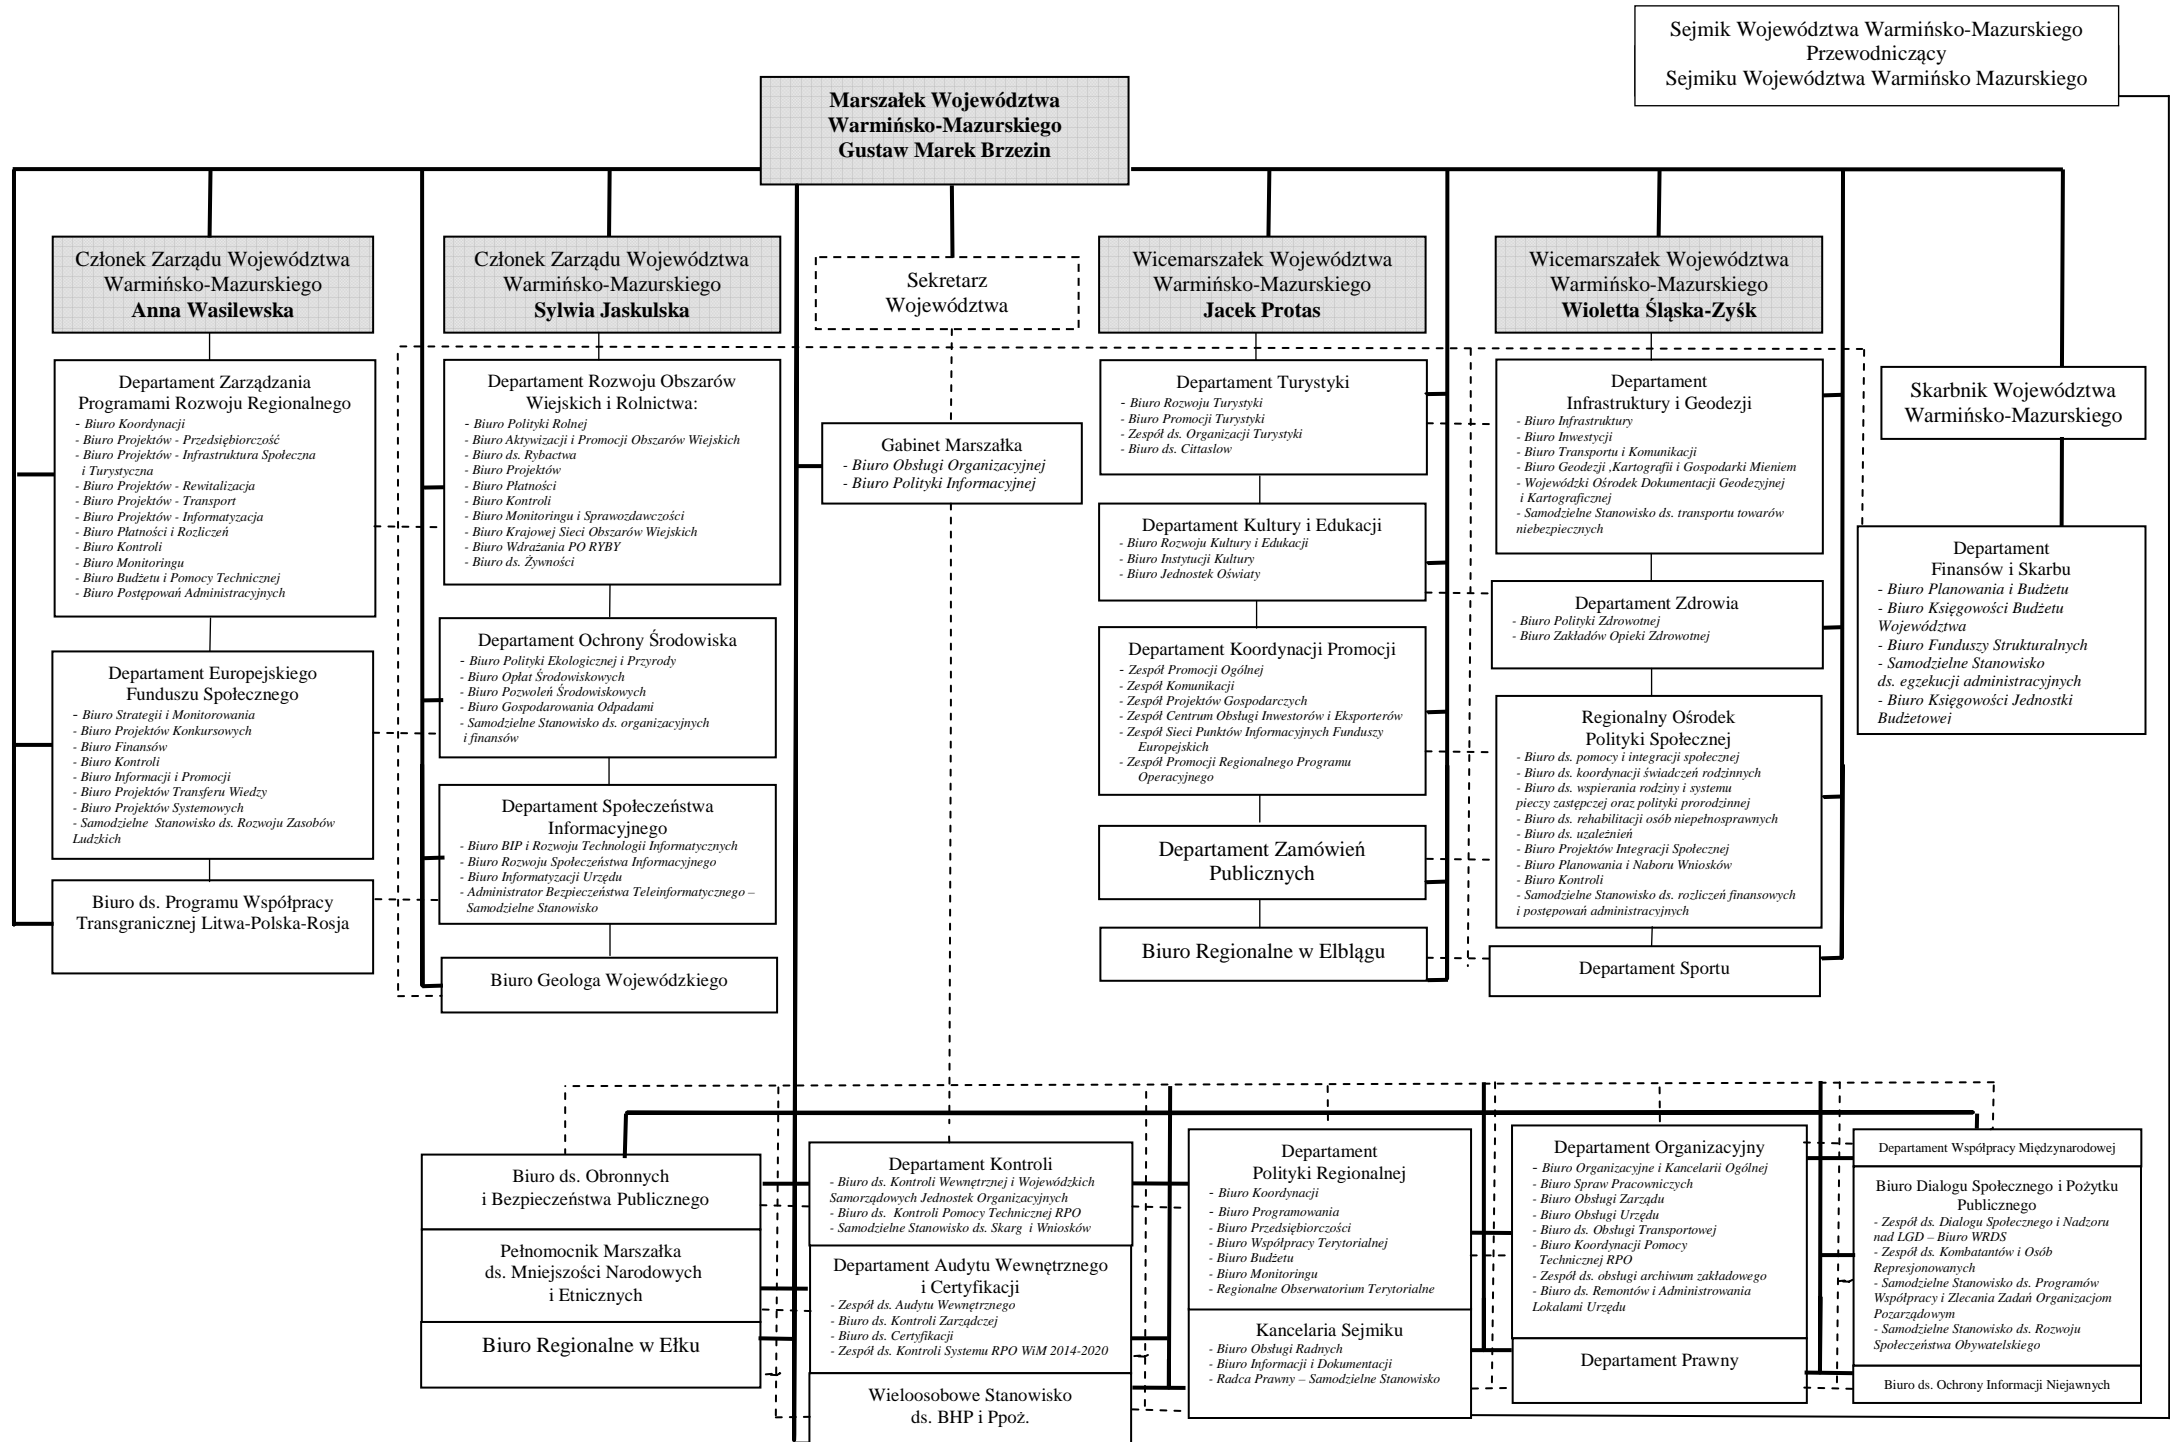 Sejmik Województwa Warmińsko-Mazurskiego
Przewodniczący
Sejmiku Województwa Warmińsko Mazurskiego
Marszałek Województwa
Warmińsko-Mazurskiego
Gustaw Marek Brzezin
Członek Zarządu Województwa
Warmińsko-Mazurskiego
Anna Wasilewska
Członek Zarządu Województwa
Warmińsko-Mazurskiego
Sylwia Jaskulska
Sekretarz
Województwa
Wicemarszałek Województwa
Warmińsko-Mazurskiego
Jacek Protas
Wicemarszałek Województwa
Warmińsko-Mazurskiego
Wioletta Śląska-Zyśk
Departament Zarządzania
Programami Rozwoju Regionalnego
- Biuro Koordynacji
- Biuro Projektów - Przedsiębiorczość
- Biuro Projektów - Infrastruktura Społeczna
i Turystyczna
- Biuro Projektów - Rewitalizacja
- Biuro Projektów - Transport
- Biuro Projektów - Informatyzacja
- Biuro Płatności i Rozliczeń
- Biuro Kontroli
- Biuro Monitoringu
- Biuro Budżetu i Pomocy Technicznej
- Biuro Postępowań Administracyjnych
Departament Europejskiego
Funduszu Społecznego
- Biuro Strategii i Monitorowania
- Biuro Projektów Konkursowych
- Biuro Finansów
- Biuro Kontroli
- Biuro Informacji i Promocji
- Biuro Projektów Transferu Wiedzy
- Biuro Projektów Systemowych
- Samodzielne Stanowisko ds. Rozwoju Zasobów
Ludzkich
Biuro ds. Programu Współpracy
Transgranicznej Litwa-Polska-Rosja
Departament Rozwoju Obszarów
Wiejskich i Rolnictwa:
- Biuro Polityki Rolnej
- Biuro Aktywizacji i Promocji Obszarów Wiejskich
- Biuro ds. Rybactwa
- Biuro Projektów
- Biuro Płatności
- Biuro Kontroli
- Biuro Monitoringu i Sprawozdawczości
- Biuro Krajowej Sieci Obszarów Wiejskich
- Biuro Wdrażania PO RYBY
- Biuro ds. Żywności
Departament Ochrony Środowiska
- Biuro Polityki Ekologicznej i Przyrody
- Biuro Opłat Środowiskowych
- Biuro Pozwoleń Środowiskowych
- Biuro Gospodarowania Odpadami
- Samodzielne Stanowisko ds. organizacyjnych
i finansów
Departament Społeczeństwa
Informacyjnego
- Biuro BIP i Rozwoju Technologii Informatycznych
- Biuro Rozwoju Społeczeństwa Informacyjnego
- Biuro Informatyzacji Urzędu
- Administrator Bezpieczeństwa Teleinformatycznego –
Samodzielne Stanowisko
Biuro Geologa Wojewódzkiego
Gabinet Marszałka
- Biuro Obsługi Organizacyjnej
- Biuro Polityki Informacyjnej
Departament Turystyki
- Biuro Rozwoju Turystyki
- Biuro Promocji Turystyki
- Zespół ds. Organizacji Turystyki
- Biuro ds. Cittaslow
Departament Kultury i Edukacji
- Biuro Rozwoju Kultury i Edukacji
- Biuro Instytucji Kultury
- Biuro Jednostek Oświaty
Departament Koordynacji Promocji
- Zespół Promocji Ogólnej
- Zespół Komunikacji
- Zespół Projektów Gospodarczych
- Zespół Centrum Obsługi Inwestorów i Eksporterów
- Zespół Sieci Punktów Informacyjnych Funduszy
Europejskich
- Zespół Promocji Regionalnego Programu
Operacyjnego
Departament Zamówień
Publicznych
Biuro Regionalne w Elblągu
Departament
Infrastruktury i Geodezji
- Biuro Infrastruktury
- Biuro Inwestycji
- Biuro Transportu i Komunikacji
- Biuro Geodezji ,Kartografii i Gospodarki Mieniem
- Wojewódzki Ośrodek Dokumentacji Geodezyjnej
i Kartograficznej
- Samodzielne Stanowisko ds. transportu towarów
niebezpiecznych
Departament Zdrowia
- Biuro Polityki Zdrowotnej
- Biuro Zakładów Opieki Zdrowotnej
Regionalny Ośrodek
Polityki Społecznej
- Biuro ds. pomocy i integracji społecznej
- Biuro ds. koordynacji świadczeń rodzinnych
- Biuro ds. wspierania rodziny i systemu
pieczy zastępczej oraz polityki prorodzinnej
- Biuro ds. rehabilitacji osób niepełnosprawnych
- Biuro ds. uzależnień
- Biuro Projektów Integracji Społecznej
- Biuro Planowania i Naboru Wniosków
- Biuro Kontroli
- Samodzielne Stanowisko ds. rozliczeń finansowych
i postępowań administracyjnych
Departament Sportu
Skarbnik Województwa
Warmińsko-Mazurskiego
Departament
Finansów i Skarbu
- Biuro Planowania i Budżetu
- Biuro Księgowości Budżetu
Województwa
- Biuro Funduszy Strukturalnych
- Samodzielne Stanowisko
ds. egzekucji administracyjnych
- Biuro Księgowości Jednostki
Budżetowej
Biuro ds. Obronnych
i Bezpieczeństwa Publicznego
Pełnomocnik Marszałka
ds. Mniejszości Narodowych
i Etnicznych
Biuro Regionalne w Ełku
Departament Kontroli
- Biuro ds. Kontroli Wewnętrznej i Wojewódzkich
Samorządowych Jednostek Organizacyjnych
- Biuro ds. Kontroli Pomocy Technicznej RPO
- Samodzielne Stanowisko ds. Skarg i Wniosków
Departament Audytu Wewnętrznego
i Certyfikacji
- Zespół ds. Audytu Wewnętrznego
- Biuro ds. Kontroli Zarządczej
- Biuro ds. Certyfikacji
- Zespół ds. Kontroli Systemu RPO WiM 2014-2020
Wieloosobowe Stanowisko
ds. BHP i Ppoż.
Departament
Polityki Regionalnej
- Biuro Koordynacji
- Biuro Programowania
- Biuro Przedsiębiorczości
- Biuro Współpracy Terytorialnej
- Biuro Budżetu
- Biuro Monitoringu
- Regionalne Obserwatorium Terytorialne
Kancelaria Sejmiku
- Biuro Obsługi Radnych
- Biuro Informacji i Dokumentacji
- Radca Prawny – Samodzielne Stanowisko
Departament Organizacyjny
- Biuro Organizacyjne i Kancelarii Ogólnej
- Biuro Spraw Pracowniczych
- Biuro Obsługi Zarządu
- Biuro Obsługi Urzędu
- Biuro ds. Obsługi Transportowej
- Biuro Koordynacji Pomocy
Technicznej RPO
- Zespół ds. obsługi archiwum zakładowego
- Biuro ds. Remontów i Administrowania
Lokalami Urzędu
Departament Prawny
Departament Współpracy Międzynarodowej
Biuro Dialogu Społecznego i Pożytku
Publicznego
- Zespół ds. Dialogu Społecznego i Nadzoru
nad LGD – Biuro WRDS
- Zespół ds. Kombatantów i Osób
Represjonowanych
- Samodzielne Stanowisko ds. Programów
Współpracy i Zlecania Zadań Organizacjom
Pozarządowym
- Samodzielne Stanowisko ds. Rozwoju
Społeczeństwa Obywatelskiego
Biuro ds. Ochrony Informacji Niejawnych